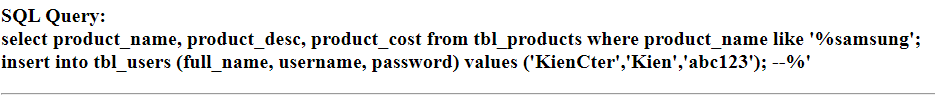 SQL Query:
select product_name, product_desc, product_cost from tbl_products where product_name like '%samsung';
insert into tbl_users (full_name, username, password) values ('KienCter','Kien','abc123'); --%'